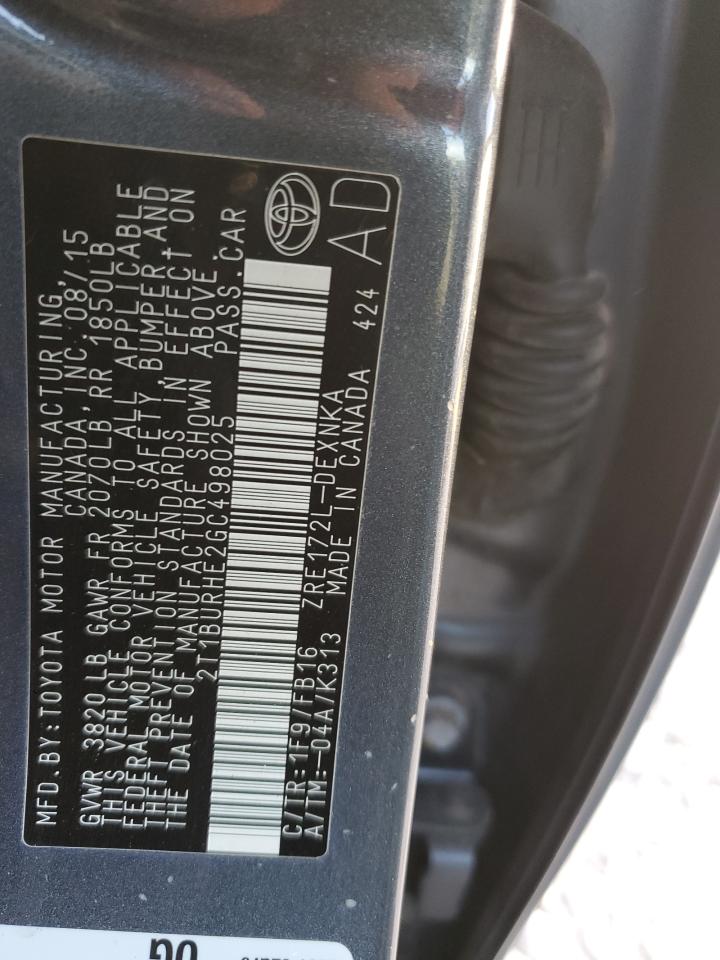 MFD.BY:TOYOTA MOTOR MANUFACTURING,
CANADA,INC. 08/15
GVWR 3820LB GAWR FR 2070LB,RR 1850LB
THIS VEHICLE CONFORMS TO ALL APPLICABLE
FEDERAL MOTOR VEHICLE SAFETY,BUMPER,AND
THEFT PREVENTION STANDARDS IN EFFECT ON
THE DATE OF MANUFACTURE SHOWN ABOVE.
2T1BURHE2GC498025 PASS.CAR
C/TR:1F9/FB16 ZRE172L-DEXNKA 424
A/TM:-04A/K313 MADE IN CANADA
AD
OG